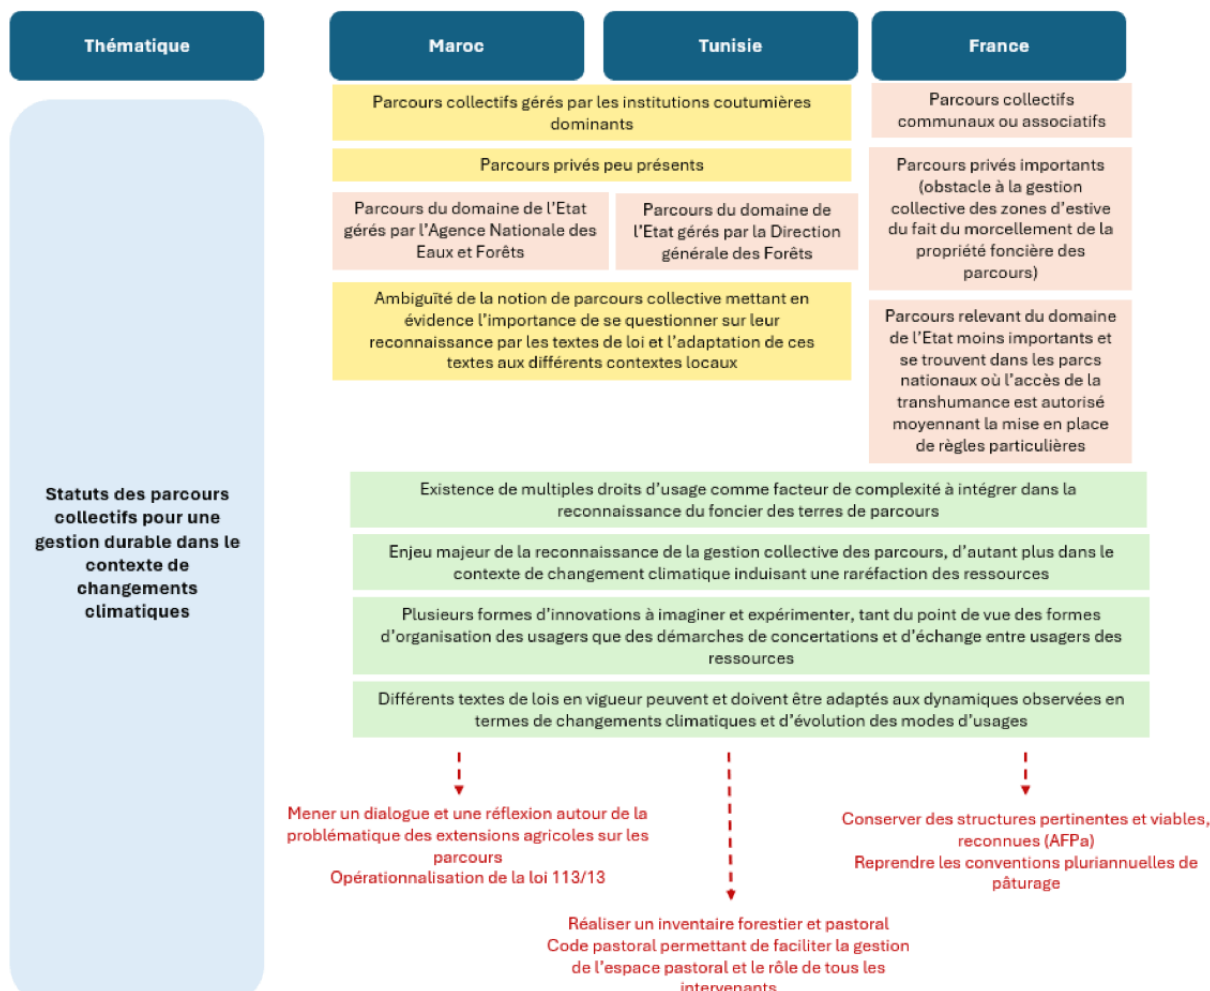 Thématique
Maroc
Tunisie
France
Statuts des parcours
collectifs pour une
gestion durable dans le
contexte de
changements
climatiques
Parcours collectifs gérés par les institutions coutumières
dominants
Parcours privés peu présents
Parcours du domaine de l'Etat
gérés par l'Agence Nationale des
Eaux et Forêts
Parcours du domaine de
l'Etat gérés par la Direction
générale des Forêts
Ambiguïté de la notion de parcours collective mettant en
évidence l'importance de se questionner sur leur
reconnaissance par les textes de loi et l'adaptation de ces
textes aux différents contextes locaux
Parcours collectifs
communaux ou associatifs
Parcours privés importants
(obstacle à la gestion
collective des zones d'estive
du fait du morcellement de la
propriété foncière des
parcours)
Parcours relevant du domaine
de l'Etat moins importants et
se trouvent dans les parcs
nationaux où l'accès de la
transhumance est autorisé
moyennant la mise en place
de règles particulières
Existence de multiples droits d'usage comme facteur de complexité à intégrer dans la
reconnaissance du foncier des terres de parcours
Enjeu majeur de la reconnaissance de la gestion collective des parcours, d'autant plus dans le
contexte de changement climatique induisant une raréfaction des ressources
Plusieurs formes d'innovations à imaginer et expérimenter, tant du point de vue des formes
d'organisation des usagers que des démarches de concertations et d'échange entre usagers des
ressources
Différents textes de lois en vigueur peuvent et doivent être adaptés aux dynamiques observées en
termes de changements climatiques et d'évolution des modes d'usages
Mener un dialogue et une réflexion autour de la
problématique des extensions agricoles sur les
parcours
Opérationnalisation de la loi 113/13
Réaliser un inventaire forestier et pastoral
Code pastoral permettant de faciliter la gestion
de l'espace pastoral et le rôle de tous les
intervenants
Conserver des structures pertinentes et viables,
reconnues (AFPa)
Reprendre les conventions pluriannuelles de
pâturage